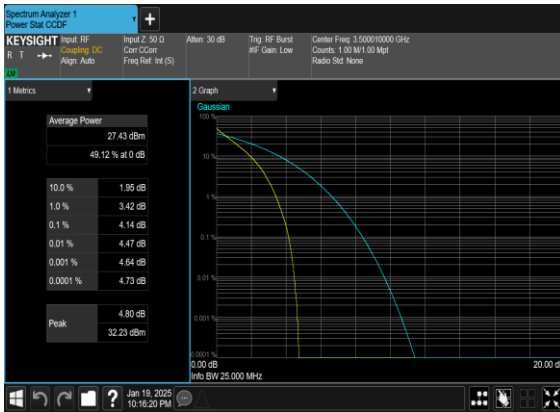 Spectrum Analyzer 1
Power Stat CCDF
+
KEYSIGHT
R T
LXI
Input: RF
Coupling: DC
Align: Auto
Input Z: 50 Ω
Corr CCorr
Freq Ref: Int (S)
Atten: 30 dB
Trig: RF Burst
#IF Gain: Low
Center Freq: 3.500010000 GHz
Counts: 1.00 M/1.00 Mpt
Radio Std: None
1 Metrics
Average Power
27.43 dBm
49.12 % at 0 dB
10.0 % 1.95 dB
1.0 % 3.42 dB
0.1 % 4.14 dB
0.01 % 4.47 dB
0.001 % 4.64 dB
0.0001 % 4.73 dB
Peak
4.80 dB
32.23 dBm
2 Graph
Gaussian
100 %
10 %
1 %
0.1 %
0.01 %
0.001 %
0.0001 %
0.00 dB
20.00 d
Info BW 25.000 MHz
?
Jan 19, 2025
10:16:20 PM